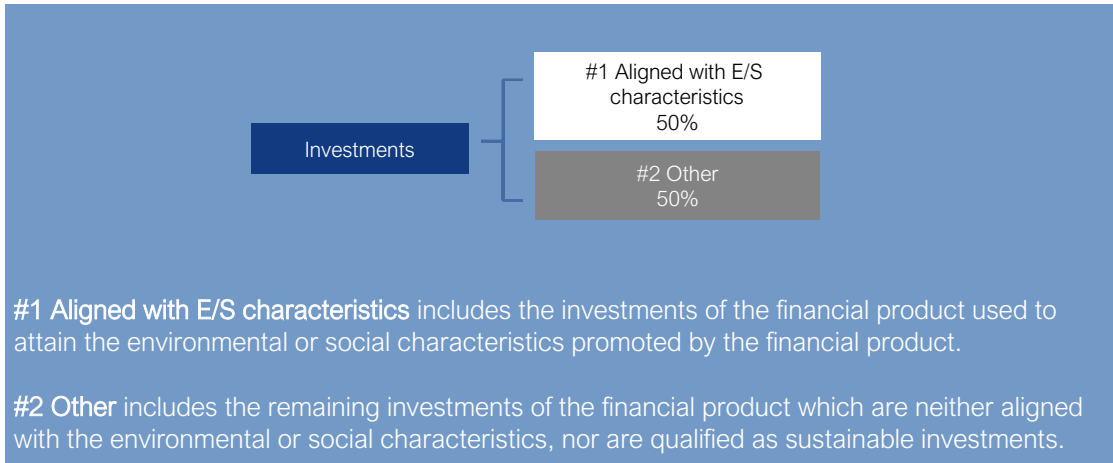 #1 Aligned with E/S
characteristics
50%
Investments
#2 Other
50%
#1 Aligned with E/S characteristics includes the investments of the financial product used to
attain the environmental or social characteristics promoted by the financial product.
#2 Other includes the remaining investments of the financial product which are neither aligned
with the environmental or social characteristics, nor are qualified as sustainable investments.